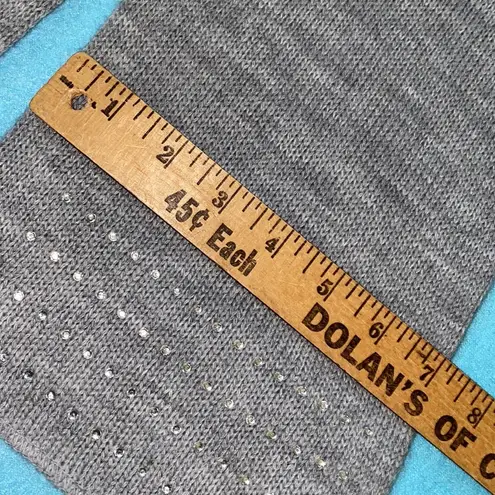 1 2 3 4 5 6 7 8
45¢ Each
DOLAN'S OF C